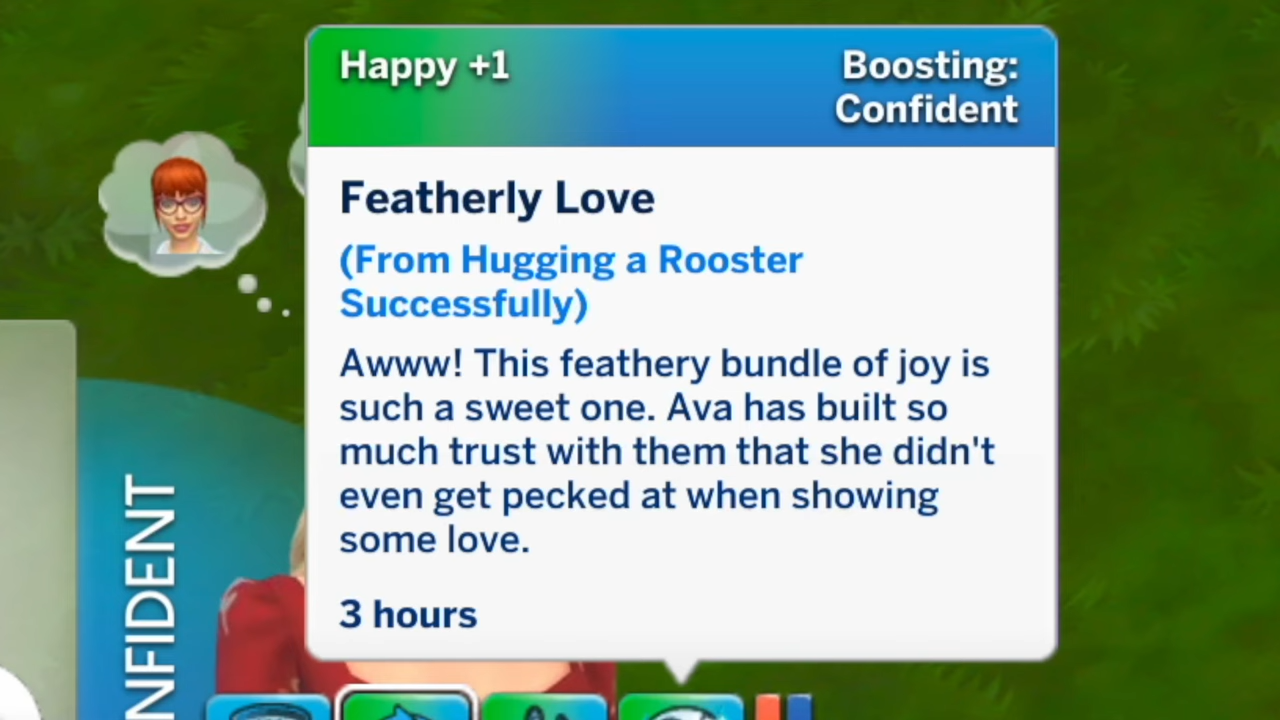 Happy +1
Boosting:
Confident
Featherly Love
(From Hugging a Rooster
Successfully)
Awww! This feathery bundle of joy is
such a sweet one. Ava has built so
much trust with them that she didn't
even get pecked at when showing
some love.
3 hours
NFIDENT